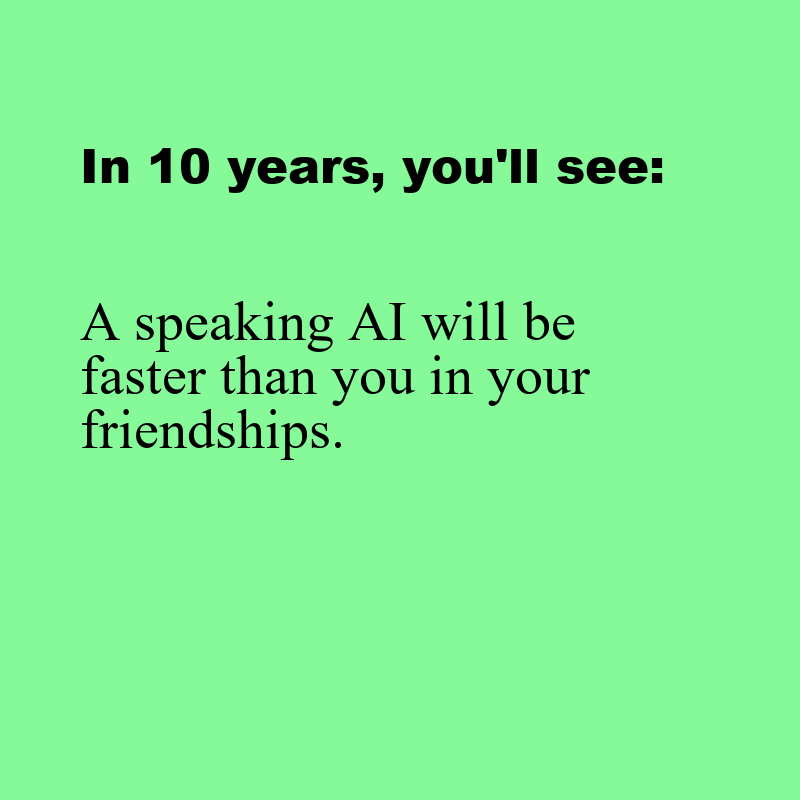 In 10 years, you'll see:
A speaking AI will be
faster than you in your
friendships.